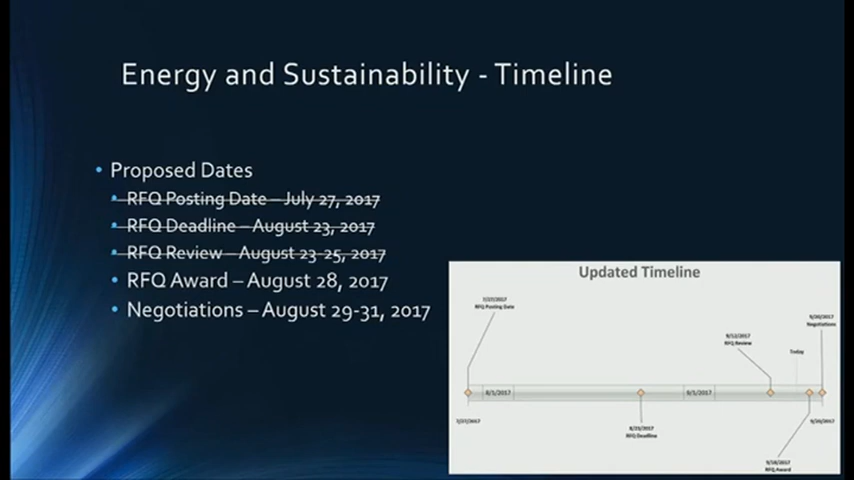 Energy and Sustainability - Timeline
• Proposed Dates
• RFQ Posting Date – July 27, 2017
• RFQ Deadline – August 23, 2017
• RFQ Review – August 23-25, 2017
• RFQ Award – August 28, 2017
• Negotiations – August 29-31, 2017
Updated Timeline
7/27/2017
RFQ Posting Date
9/20/2017
Negotiations
9/12/2017
RFQ Review
Today
8/1/2017
9/1/2017
7/27/2017
9/20/2017
8/23/2017
RFQ Deadline
9/18/2017
RFQ Award